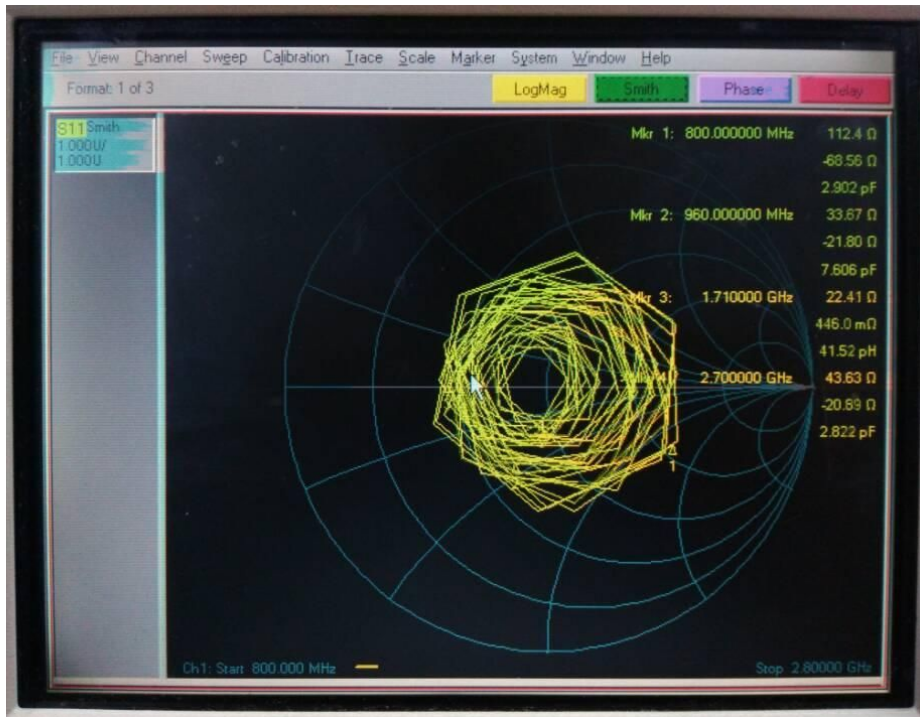 File View Channel Sweep Calibration Trace Scale Marker System Window Help
Format: 1 of 3
LogMag Smith Phase Delay
S11 Smith
1.000U/
1.000U
Mkr 1: 800.000000 MHz 112.4 Ω
-68.56 Ω
2.902 pF
Mkr 2: 960.000000 MHz 33.67 Ω
-21.80 Ω
7.606 pF
Mkr 3: 1.710000 GHz 22.41 Ω
446.0 mΩ
41.52 pH
Mkr 4: 2.700000 GHz 43.63 Ω
-20.89 Ω
2.822 pF
1
Ch1: Start 800.000 MHz
Stop 2.80000 GHz